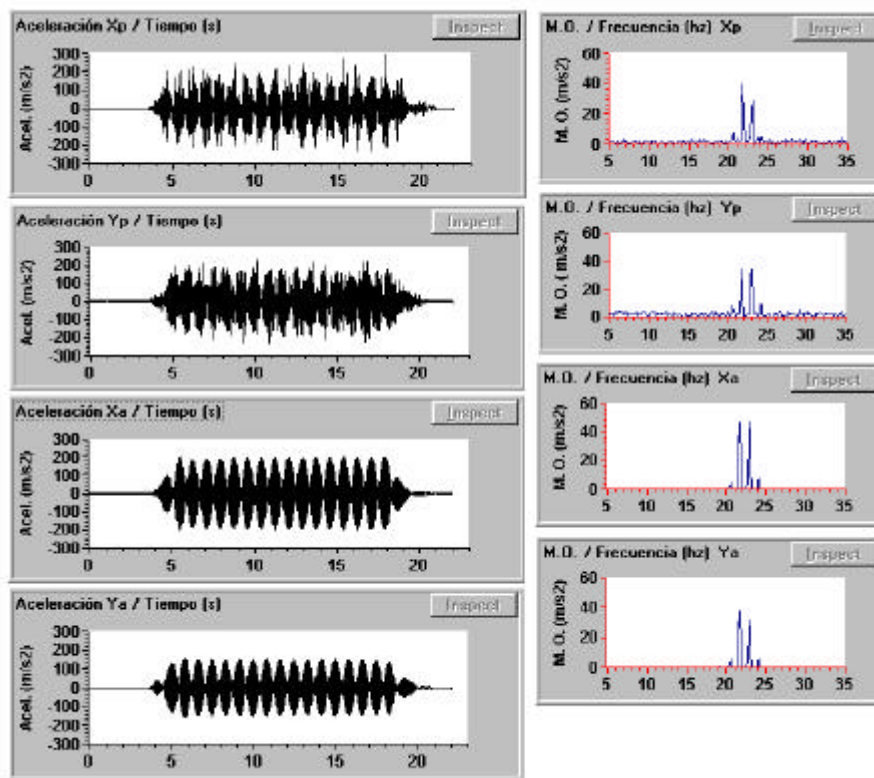 Aceleración Xp / Tiempo (s) Inspect
Acel. (m/s2)
300
200
100
0
-100
-200
-300
0 5 10 15 20
Aceleración Yp / Tiempo (s) Inspect
Acel. (m/s2)
300
200
100
0
-100
-200
-300
0 5 10 15 20
Aceleración Xa / Tiempo (s) Inspect
Acel. (m/s2)
300
200
100
0
-100
-200
-300
0 5 10 15 20
Aceleración Ya / Tiempo (s) Inspect
Acel. (m/s2)
300
200
100
0
-100
-200
-300
0 5 10 15 20
M.O. / Frecuencia (hz) Xp Inspect
M. O. (m/s2)
60
40
20
0
5 10 15 20 25 30 35
M.O. / Frecuencia (hz) Yp Inspect
M. O. ( m/s2)
60
40
20
0
5 10 15 20 25 30 35
M.O. / Frecuencia (hz) Xa Inspect
M. O. (m/s2)
60
40
20
0
5 10 15 20 25 30 35
M.O. / Frecuencia (hz) Ya Inspect
M. O. (m/s2)
60
40
20
0
5 10 15 20 25 30 35